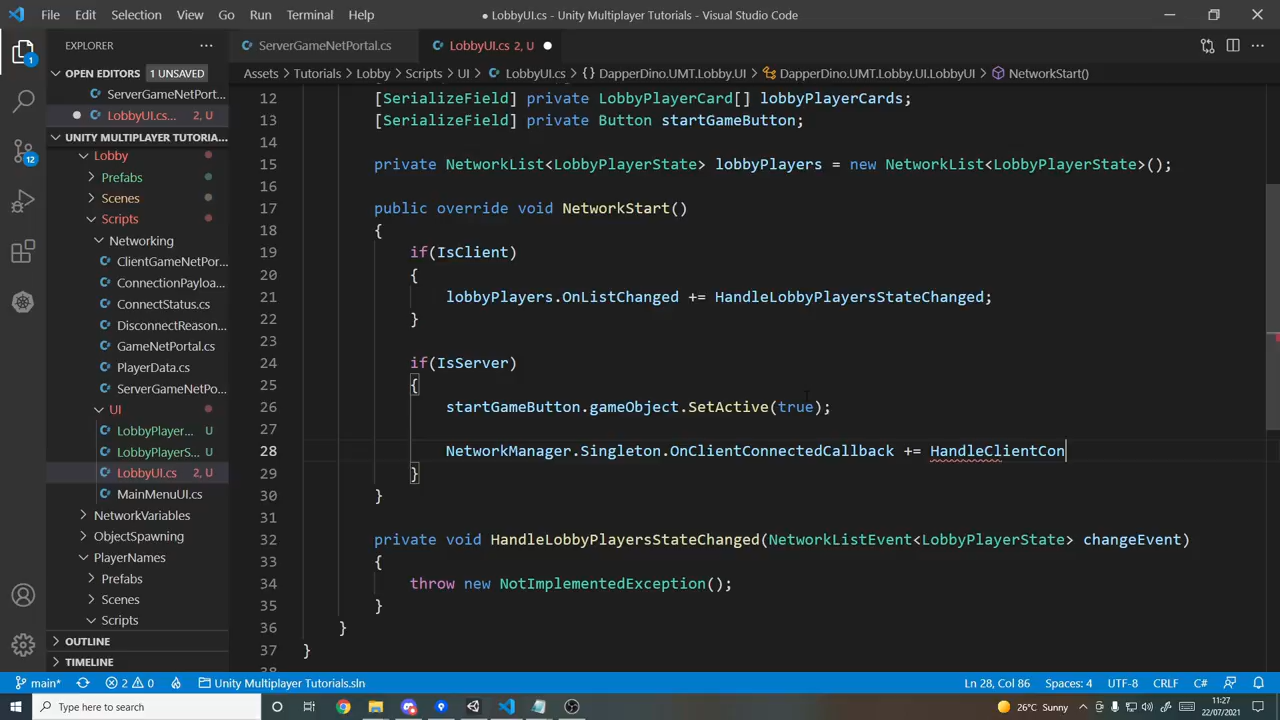 File Edit Selection View Go Run Terminal Help
● LobbyUI.cs - Unity Multiplayer Tutorials - Visual Studio Code
EXPLORER ···
ServerGameNetPortal.cs
LobbyUI.cs 2, U ●
OPEN EDITORS 1 UNSAVED
Assets > Tutorials > Lobby > Scripts > UI > LobbyUI.cs > {} DapperDino.UMT.Lobby.UI > DapperDino.UMT.Lobby.UI.LobbyUI > NetworkStart()
ServerGameNetPort...
● LobbyUI.cs... 2, U
UNITY MULTIPLAYER TUTORIA...
Lobby
Prefabs
Scenes
Scripts
Networking
ClientGameNetPor...
ConnectionPayloa...
ConnectStatus.cs
DisconnectReason...
GameNetPortal.cs
PlayerData.cs
ServerGameNetPo...
UI
LobbyPlayer... U
LobbyPlayerS... U
LobbyUI.cs 2, U
MainMenuUI.cs
NetworkVariables
ObjectSpawning
PlayerNames
Prefabs
Scenes
Scripts
OUTLINE
TIMELINE
1
12
12 [SerializeField] private LobbyPlayerCard[] lobbyPlayerCards;
13 [SerializeField] private Button startGameButton;
14
15 private NetworkList<LobbyPlayerState> lobbyPlayers = new NetworkList<LobbyPlayerState>();
16
17 public override void NetworkStart()
18 {
19 if(IsClient)
20 {
21 lobbyPlayers.OnListChanged += HandleLobbyPlayersStateChanged;
22 }
23
24 if(IsServer)
25 {
26 startGameButton.gameObject.SetActive(true);
27
28 NetworkManager.Singleton.OnClientConnectedCallback += HandleClientCon
29 }
30 }
31
32 private void HandleLobbyPlayersStateChanged(NetworkListEvent<LobbyPlayerState> changeEvent)
33 {
34 throw new NotImplementedException();
35 }
36 }
37 }
38
main* 2 0 Unity Multiplayer Tutorials.sln Ln 28, Col 86 Spaces: 4 UTF-8 CRLF C#
Type here to search 26°C Sunny 11:27
22/07/2021